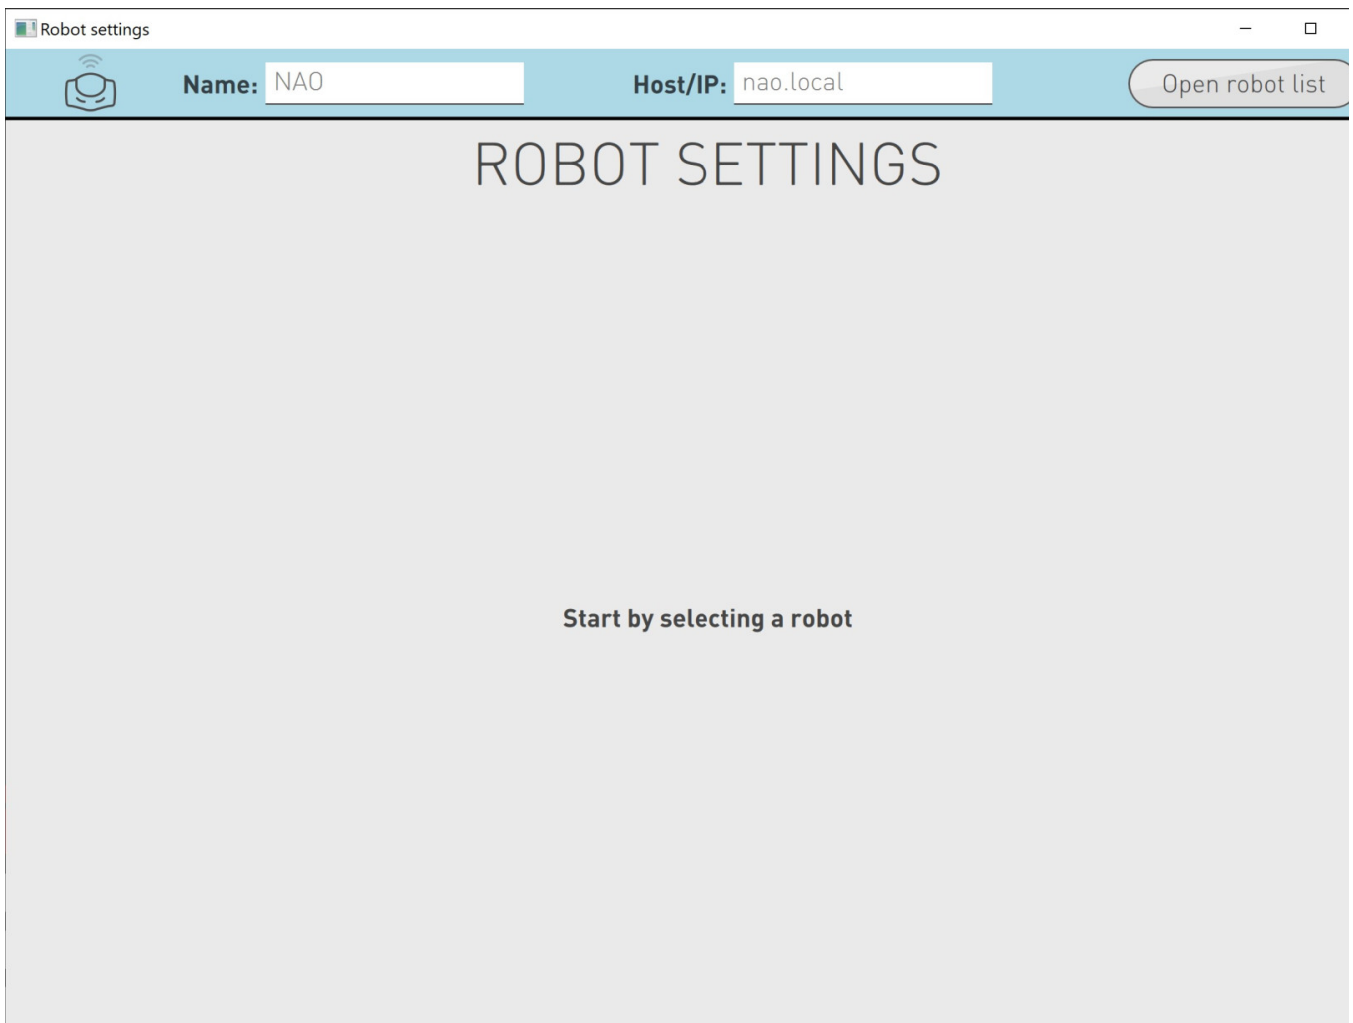 Robot settings
Name: NAO Host/IP: nao.local Open robot list
ROBOT SETTINGS
Start by selecting a robot